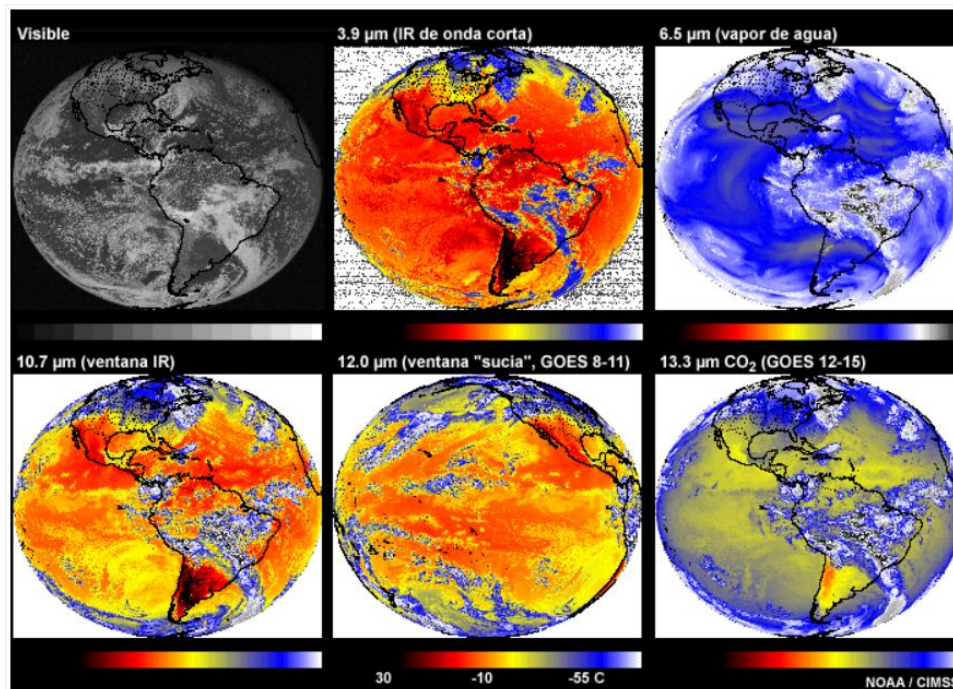 Visible
3.9 µm (IR de onda corta)
6.5 µm (vapor de agua)
10.7 µm (ventana IR)
12.0 µm (ventana "sucia", GOES 8-11)
13.3 µm CO₂ (GOES 12-15)
30 -10 -55 C
NOAA / CIMSS